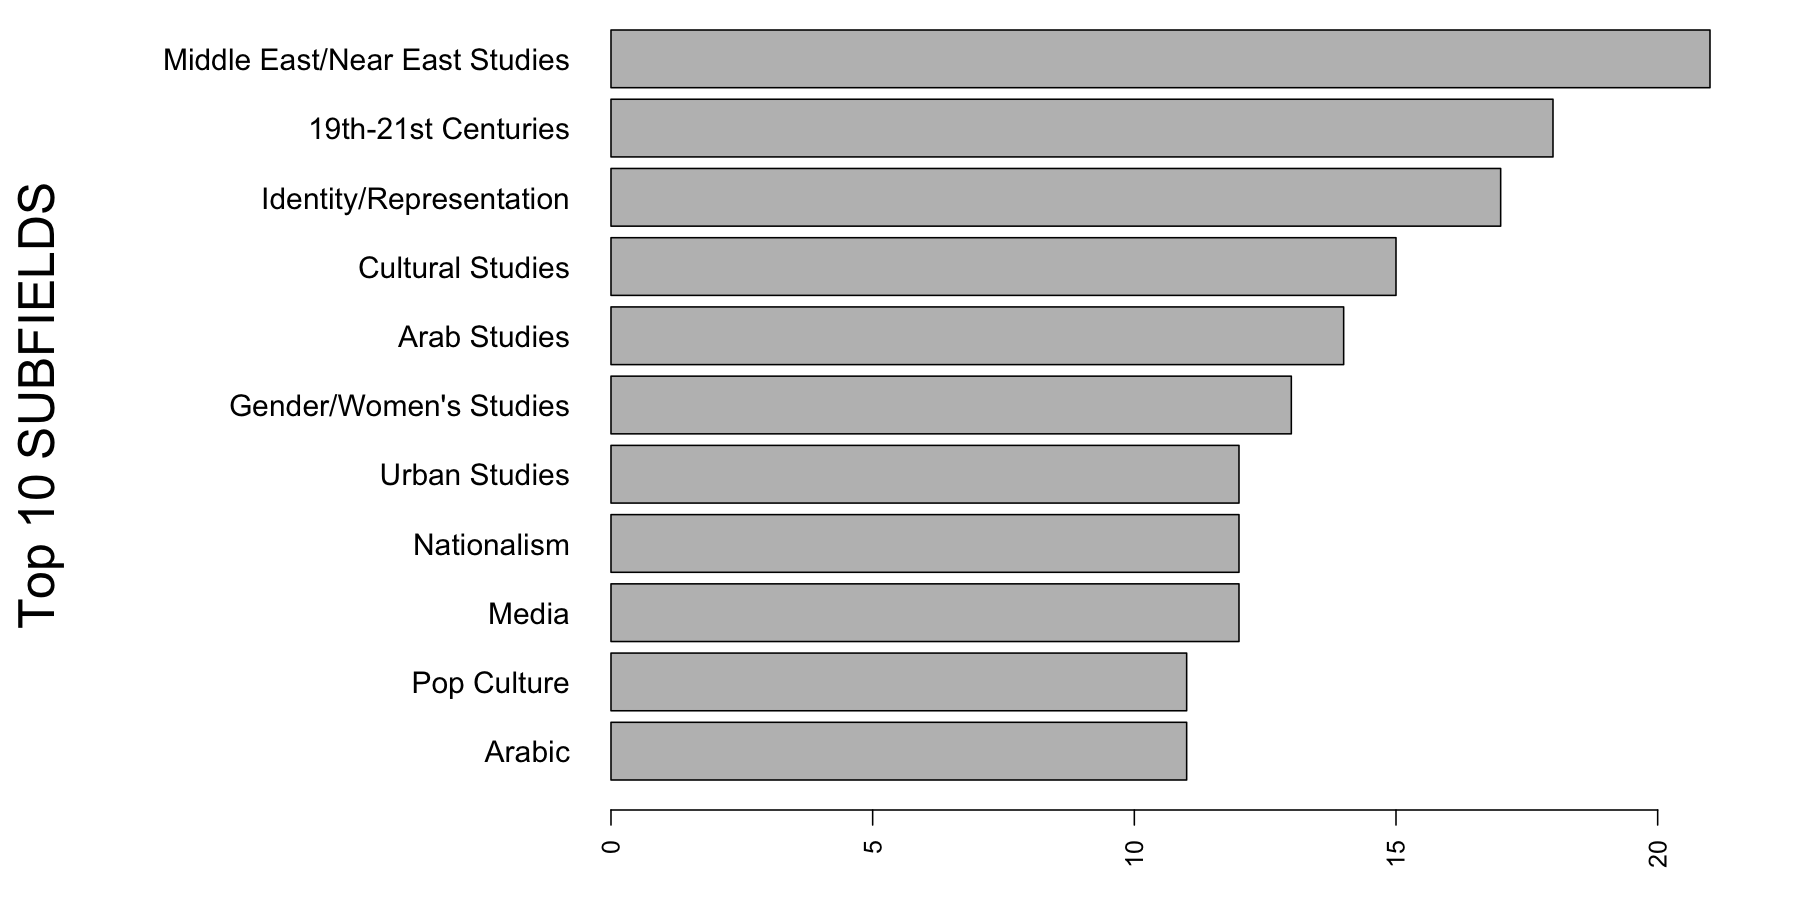 Top 10 SUBFIELDS
Middle East/Near East Studies
19th-21st Centuries
Identity/Representation
Cultural Studies
Arab Studies
Gender/Women's Studies
Urban Studies
Nationalism
Media
Pop Culture
Arabic
0
5
10
15
20